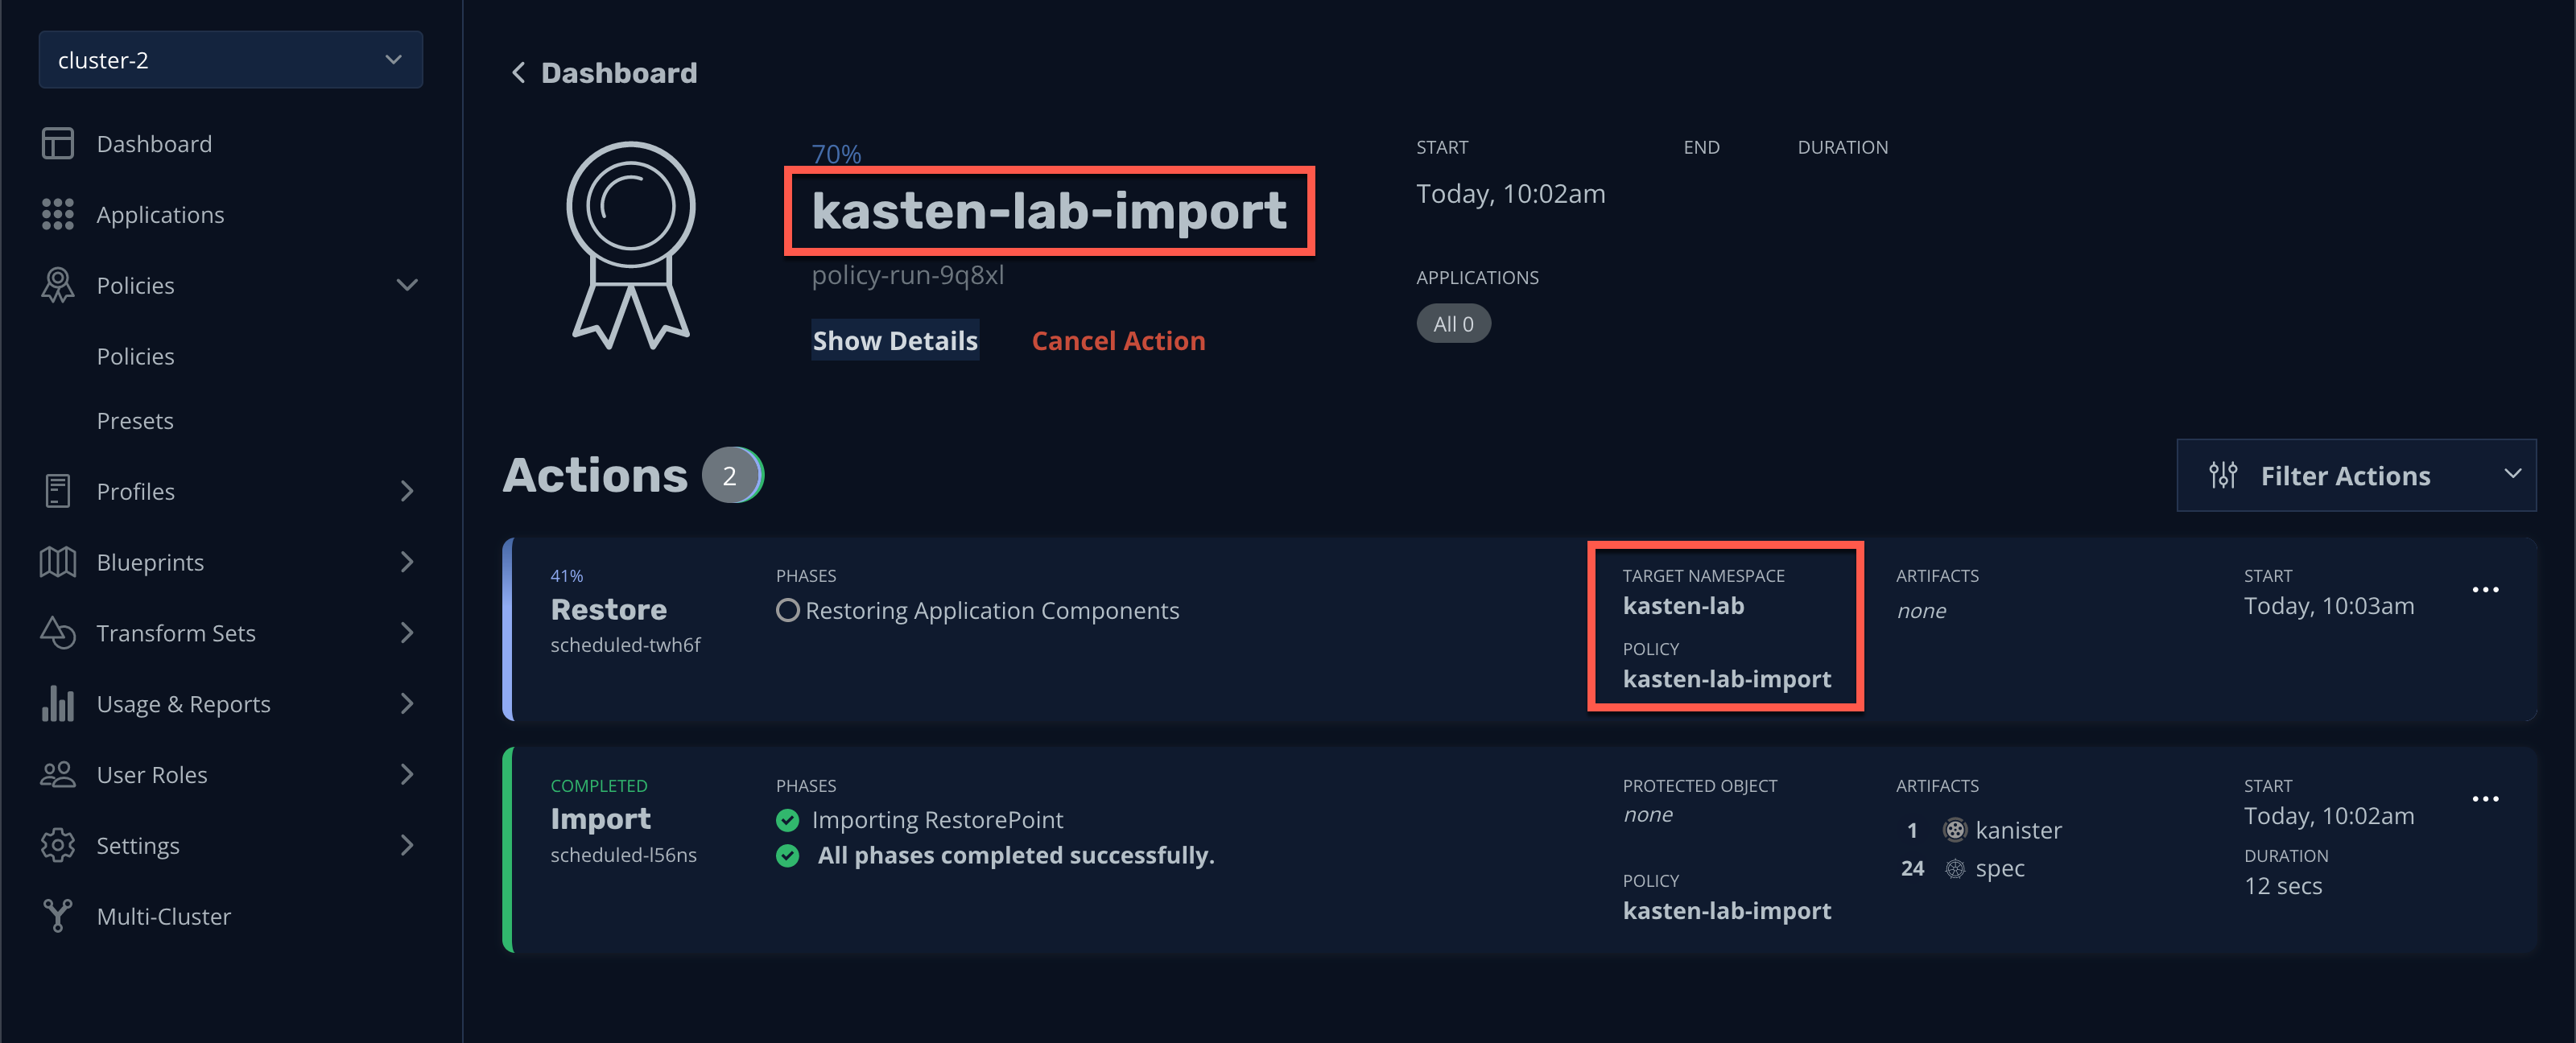 cluster-2
Dashboard
Applications
Policies
Policies
Presets
Profiles
Blueprints
Transform Sets
Usage & Reports
User Roles
Settings
Multi-Cluster
Dashboard
70%
kasten-lab-import
policy-run-9q8xl
Show Details Cancel Action
START END DURATION
Today, 10:02am
APPLICATIONS
All 0
Actions 2
Filter Actions
41%
Restore
scheduled-twh6f
PHASES
Restoring Application Components
TARGET NAMESPACE
kasten-lab
POLICY
kasten-lab-import
ARTIFACTS
none
START
Today, 10:03am
COMPLETED
Import
scheduled-l56ns
PHASES
Importing RestorePoint
All phases completed successfully.
PROTECTED OBJECT
none
POLICY
kasten-lab-import
ARTIFACTS
1 kanister
24 spec
START
Today, 10:02am
DURATION
12 secs